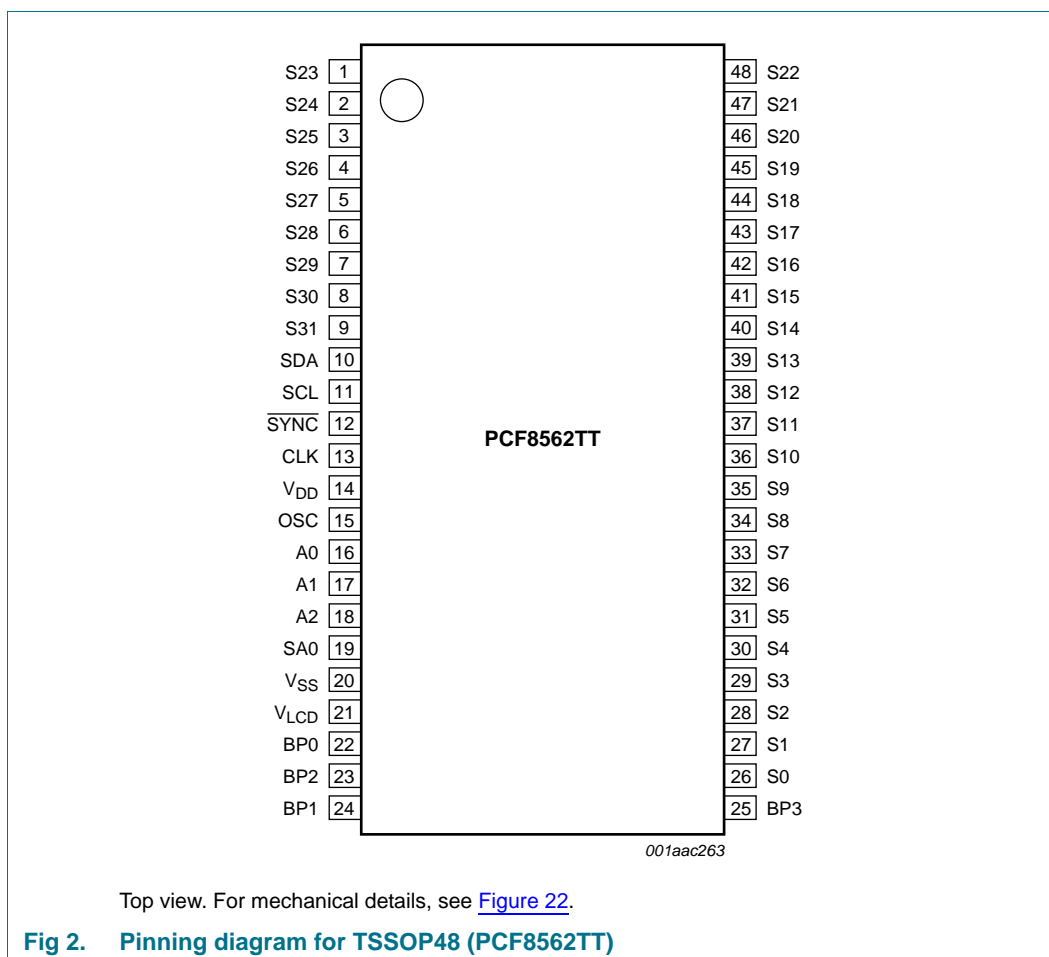 S23 1 48 S22
S24 2 47 S21
S25 3 46 S20
S26 4 45 S19
S27 5 44 S18
S28 6 43 S17
S29 7 42 S16
S30 8 41 S15
S31 9 40 S14
SDA 10 39 S13
SCL 11 38 S12
SYNC 12 37 S11
PCF8562TT
CLK 13 36 S10
VDD 14 35 S9
OSC 15 34 S8
A0 16 33 S7
A1 17 32 S6
A2 18 31 S5
SA0 19 30 S4
VSS 20 29 S3
VLCD 21 28 S2
BP0 22 27 S1
BP2 23 26 S0
BP1 24 25 BP3
001aac263
Top view. For mechanical details, see Figure 22.
Fig 2. Pinning diagram for TSSOP48 (PCF8562TT)